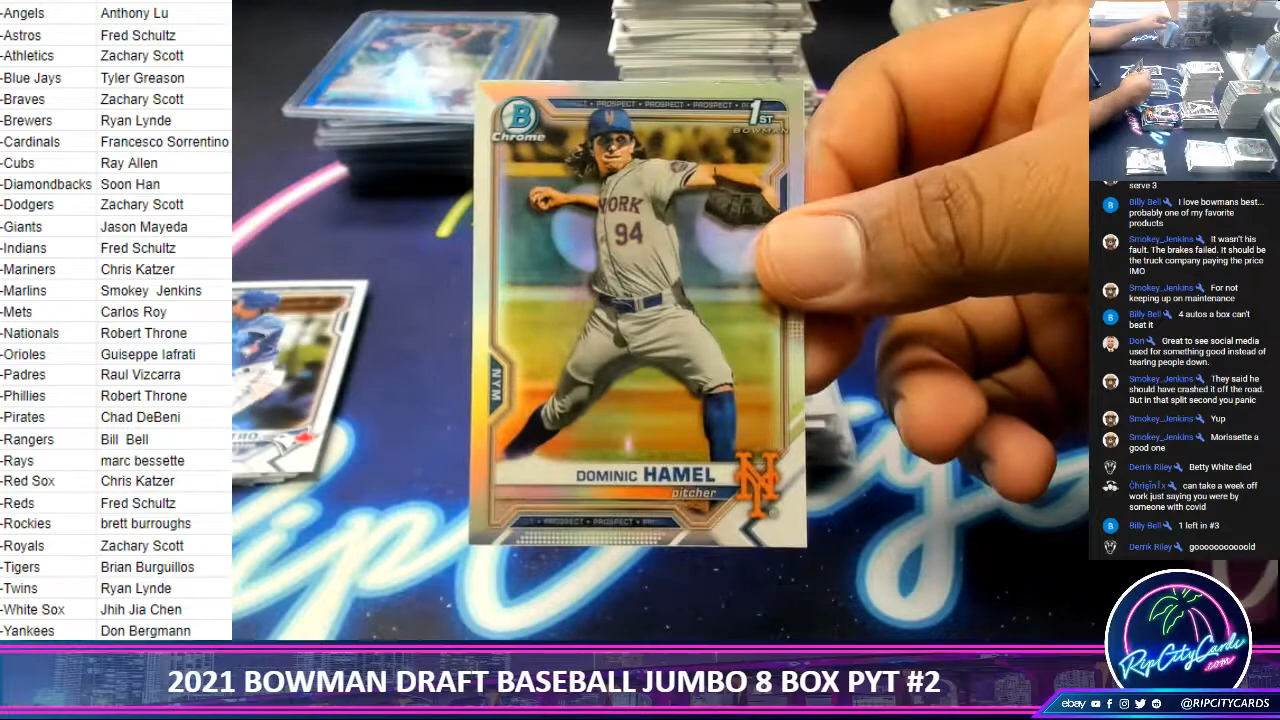 -Angels Anthony Lu
-Astros Fred Schultz
-Athletics Zachary Scott
-Blue Jays Tyler Greason
-Braves Zachary Scott
-Brewers Ryan Lynde
-Cardinals Francesco Sorrentino
-Cubs Ray Allen
-Diamondbacks Soon Han
-Dodgers Zachary Scott
-Giants Jason Mayeda
-Indians Fred Schultz
-Mariners Chris Katzer
-Marlins Smokey Jenkins
-Mets Carlos Roy
-Nationals Robert Throne
-Orioles Guiseppe Iafrati
-Padres Raul Vizcarra
-Phillies Robert Throne
-Pirates Chad DeBeni
-Rangers Bill Bell
-Rays marc bessette
-Red Sox Chris Katzer
-Reds Fred Schultz
-Rockies brett burroughs
-Royals Zachary Scott
-Tigers Brian Burguillos
-Twins Ryan Lynde
-White Sox Jhih Jia Chen
-Yankees Don Bergmann
PROSPECT • PROSPECT • PROSPECT
B
Chrome
1ST
BOWMAN
YORK
94
NYM
DOMINIC HAMEL
pitcher
NY
PROSPECT • PROSPECT
serve 3
B Billy Bell I love bowmans best...
probably one of my favorite
products
Smokey_Jenkins It wasn't his
fault. The brakes failed. It should be
the truck company paying the price
IMO
Smokey_Jenkins For not
keeping up on maintenance
B Billy Bell 4 autos a box can't
beat it
Don Great to see social media
used for something good instead of
tearing people down.
Smokey_Jenkins They said he
should have crashed it off the road.
But in that split second you panic
Smokey_Jenkins Yup
Smokey_Jenkins Morissette a
good one
Derrik Riley Betty White died
can take a week off
work just saying you were by
someone with covid
B Billy Bell 1 left in #3
Derrik Riley gooooooooooold
RipCityCards
.com
2021 BOWMAN DRAFT BASEBALL JUMBO 8 BOX PYT #2
ebay @RIPCITYCARDS